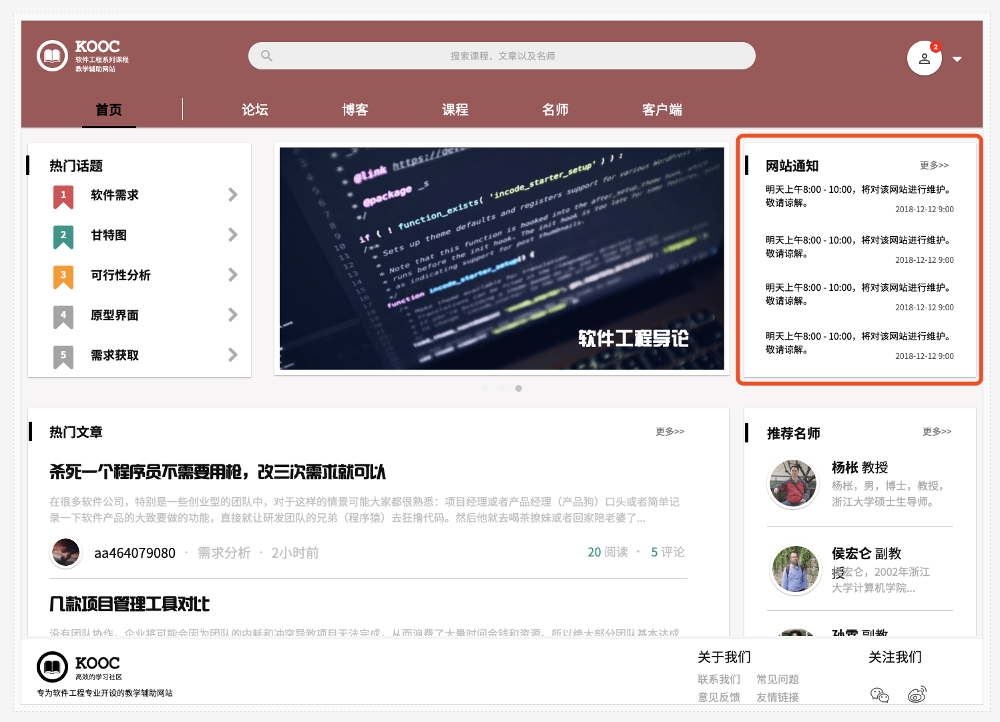 KOOC
软件工程系列课程
教学辅助网站
搜索课程、文章以及名师
2
首页
论坛
博客
课程
名师
客户端
热门话题
1
软件需求
2
甘特图
3
可行性分析
4
原型界面
5
需求获取
* @link https://
* @package _s
*/
if ( ! function_exists( 'incode_starter_setup' ) ) :
/**
* Sets up theme defaults and registers support for various WordPress
* Note that this function is hooked into the after_setup_theme hook, which
* runs before the init hook. The init hook is too late for some features, such
* as indicating support for post thumbnails.
*/
function incode_starter_setup() {
软件工程导论
网站通知
更多>>
明天上午8:00 - 10:00，将对该网站进行维护。
敬请谅解。
2018-12-12 9:00
明天上午8:00 - 10:00，将对该网站进行维护。
敬请谅解。
2018-12-12 9:00
明天上午8:00 - 10:00，将对该网站进行维护。
敬请谅解。
2018-12-12 9:00
明天上午8:00 - 10:00，将对该网站进行维护。
敬请谅解。
2018-12-12 9:00
热门文章
更多>>
杀死一个程序员不需要用枪，改三次需求就可以
在很多软件公司，特别是一些创业型的团队中，对于这样的情景可能大家都很熟悉：项目经理或者产品经理（产品狗）口头或者简单记
录一下软件产品的大致要做的功能，直接就让研发团队的兄弟（程序猿）去狂撸代码。然后他就去喝茶撩妹或者回家陪老婆了...
aa464079080 · 需求分析 · 2小时前
20 阅读 · 5 评论
几款项目管理工具对比
没有团队协作，企业将可能会因为团队的内耗和冲突导致项目无法完成，从而浪费了大量时间金钱和资源。所以绝大部分团队基本达成
推荐名师
更多>>
杨枨 教授
杨枨，男，博士，教授，
浙江大学硕士生导师。
侯宏仑 副教
授
侯宏仑，2002年浙江
大学计算机学院...
孙霖 副教
KOOC
高效的学习社区
专为软件工程专业开设的教学辅助网站
关于我们
联系我们
常见问题
意见反馈
友情链接
关注我们